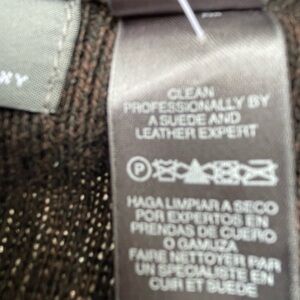 XY
CLEAN
PROFESSIONALLY BY
A SUEDE AND
LEATHER EXPERT
P
HAGA LIMPIAR A SECO
POR EXPERTOS EN
PRENDAS DE CUERO
O GAMUZA
FAIRE NETTOYER PAR
UN SPECIALISTE EN
CUIR ET SUEDE